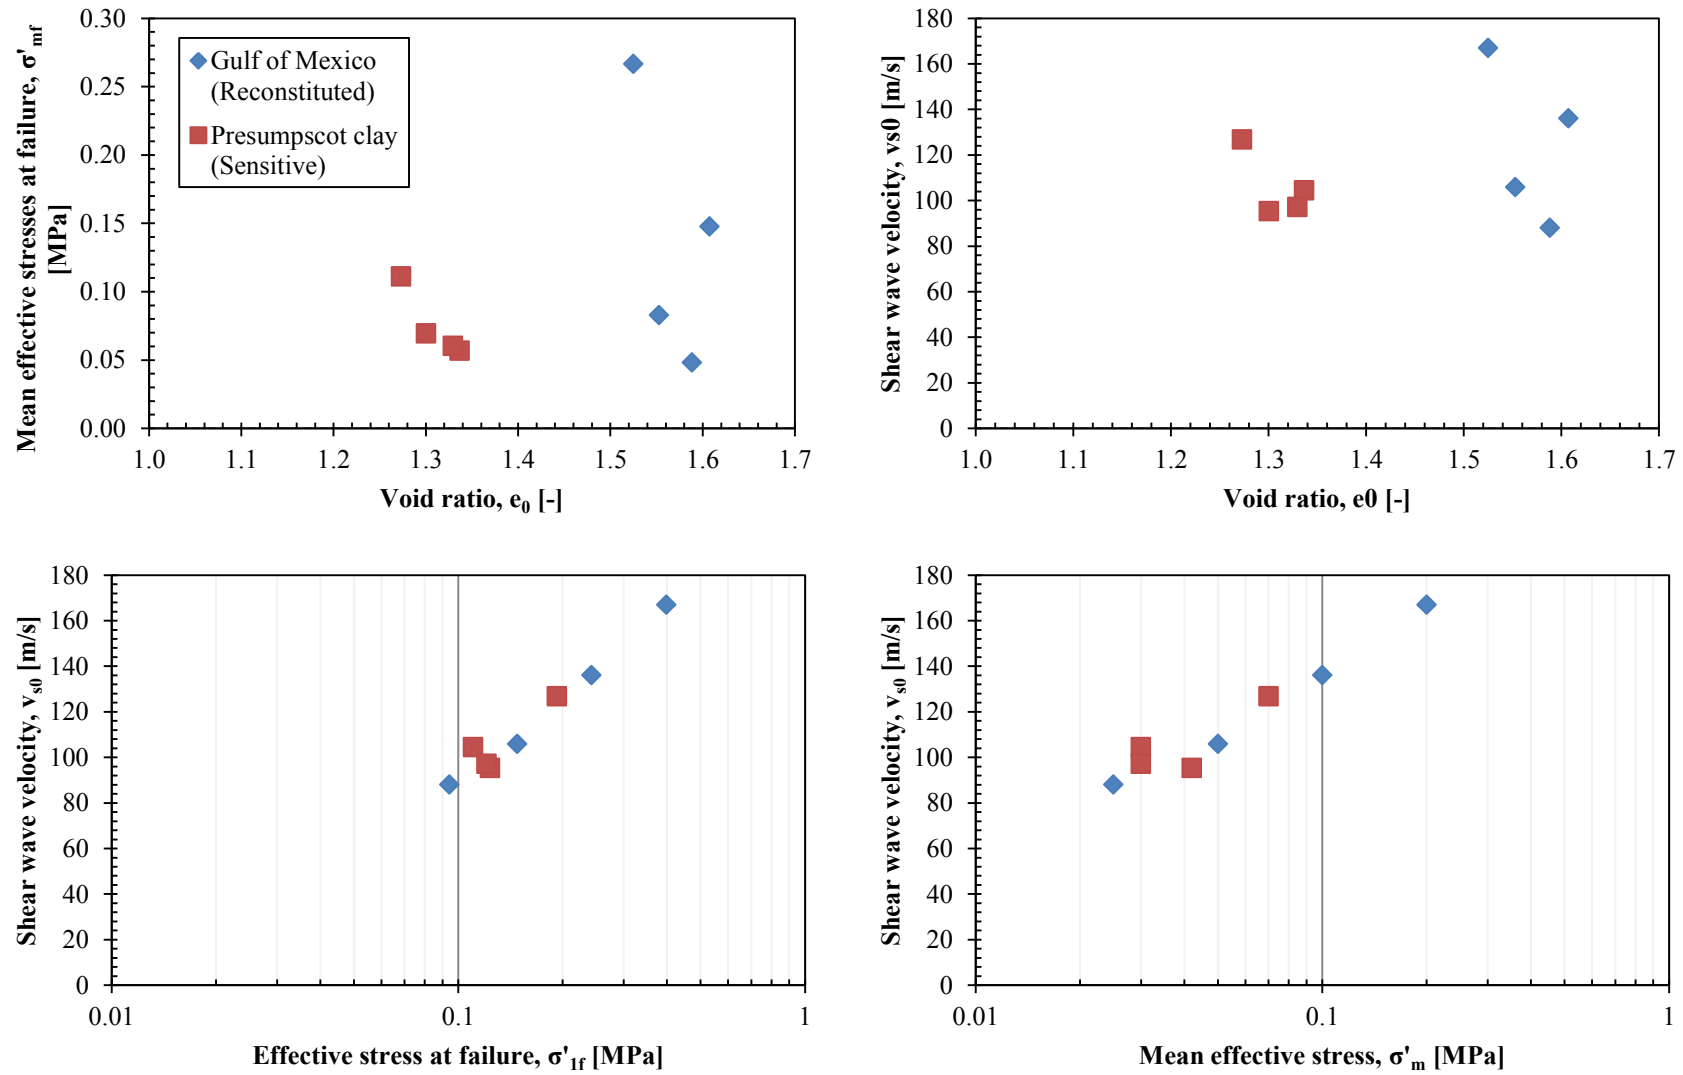 Mean effective stresses at failure, σ'mf
[MPa]
0.30
0.25
0.20
0.15
0.10
0.05
0.00
Gulf of Mexico
(Reconstituted)
Presumpscot clay
(Sensitive)
1.0 1.1 1.2 1.3 1.4 1.5 1.6 1.7
Void ratio, e0 [-]
Shear wave velocity, vs0 [m/s]
180
160
140
120
100
80
60
40
20
0
1.0 1.1 1.2 1.3 1.4 1.5 1.6 1.7
Void ratio, e0 [-]
Shear wave velocity, vs0 [m/s]
180
160
140
120
100
80
60
40
20
0
0.01 0.1 1
Effective stress at failure, σ'1f [MPa]
Shear wave velocity, vs0 [m/s]
180
160
140
120
100
80
60
40
20
0
0.01 0.1 1
Mean effective stress, σ'm [MPa]